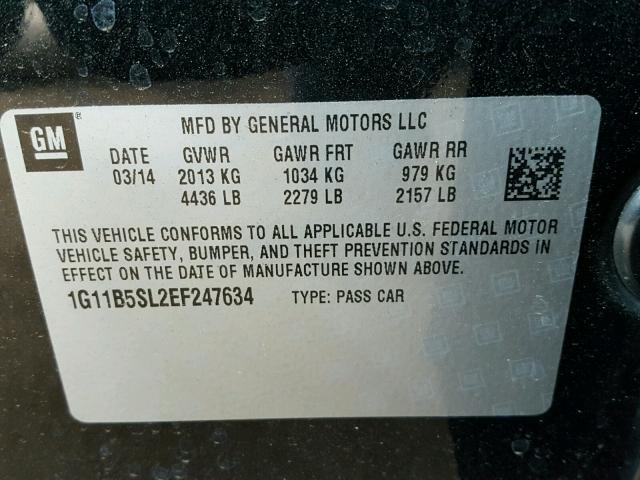 GM ®
MFD BY GENERAL MOTORS LLC
DATE GVWR GAWR FRT GAWR RR
03/14 2013 KG 1034 KG 979 KG
4436 LB 2279 LB 2157 LB
THIS VEHICLE CONFORMS TO ALL APPLICABLE U.S. FEDERAL MOTOR
VEHICLE SAFETY, BUMPER, AND THEFT PREVENTION STANDARDS IN
EFFECT ON THE DATE OF MANUFACTURE SHOWN ABOVE.
1G11B5SL2EF247634 TYPE: PASS CAR